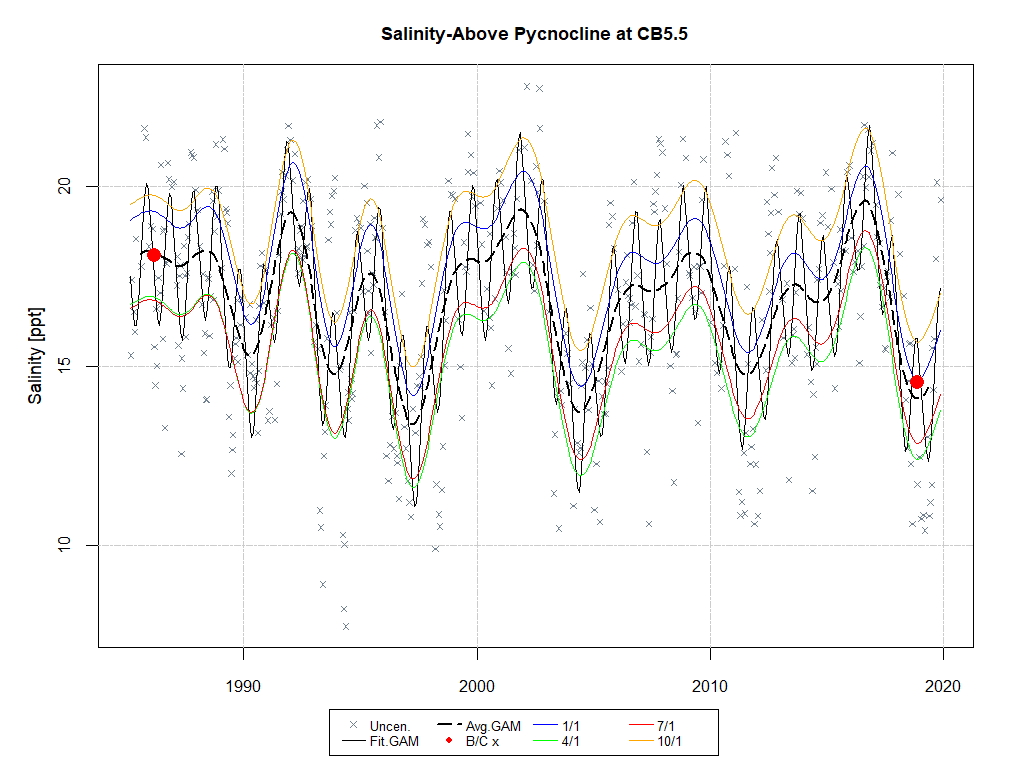 Salinity-Above Pycnocline at CB5.5
Salinity [ppt]
20
15
10
1990 2000 2010 2020
Uncen. Avg.GAM 1/1 7/1
Fit.GAM B/C x 4/1 10/1